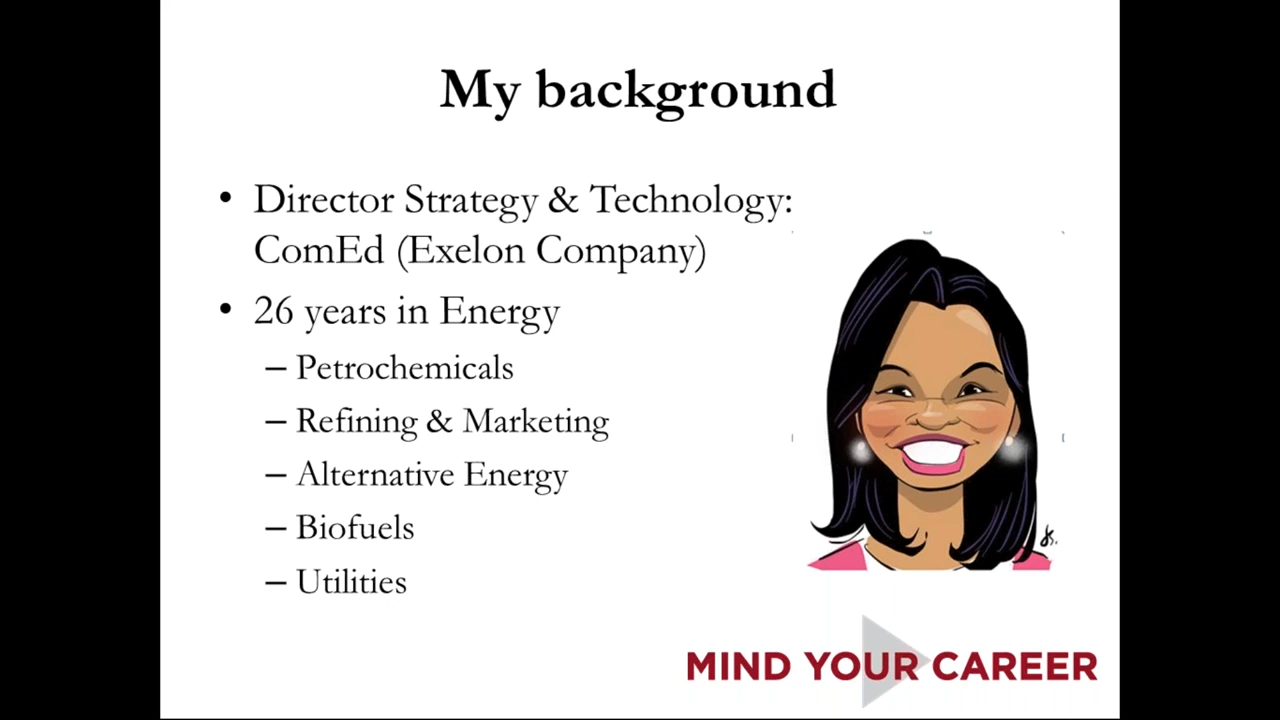 My background
• Director Strategy & Technology:
ComEd (Exelon Company)
• 26 years in Energy
– Petrochemicals
– Refining & Marketing
– Alternative Energy
– Biofuels
– Utilities
MIND YOUR CAREER